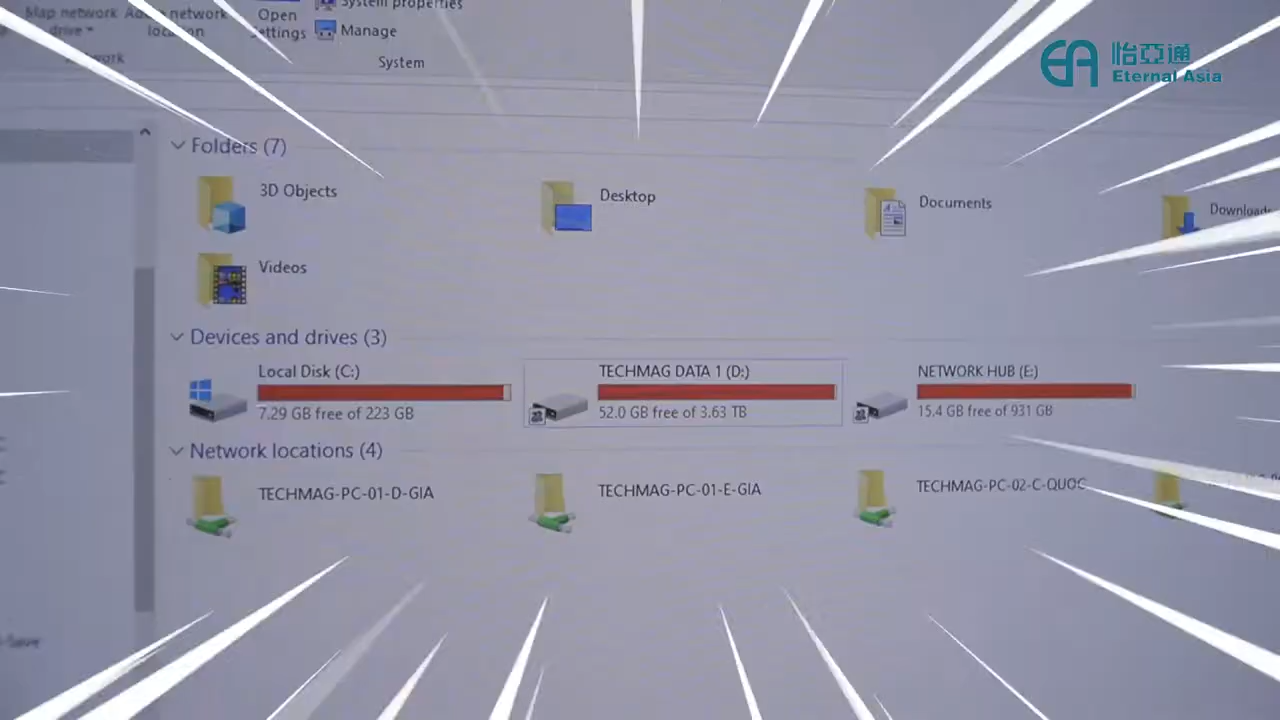 Map network
drive
Add a network
location
Open
Settings
System properties
Manage
Network
System
怡亞通
Eternal Asia
Folders (7)
3D Objects
Desktop
Documents
Downloads
Videos
Devices and drives (3)
Local Disk (C:)
7.29 GB free of 223 GB
TECHMAG DATA 1 (D:)
52.0 GB free of 3.63 TB
NETWORK HUB (E:)
15.4 GB free of 931 GB
Network locations (4)
TECHMAG-PC-01-D-GIA
TECHMAG-PC-01-E-GIA
TECHMAG-PC-02-C-QUOC